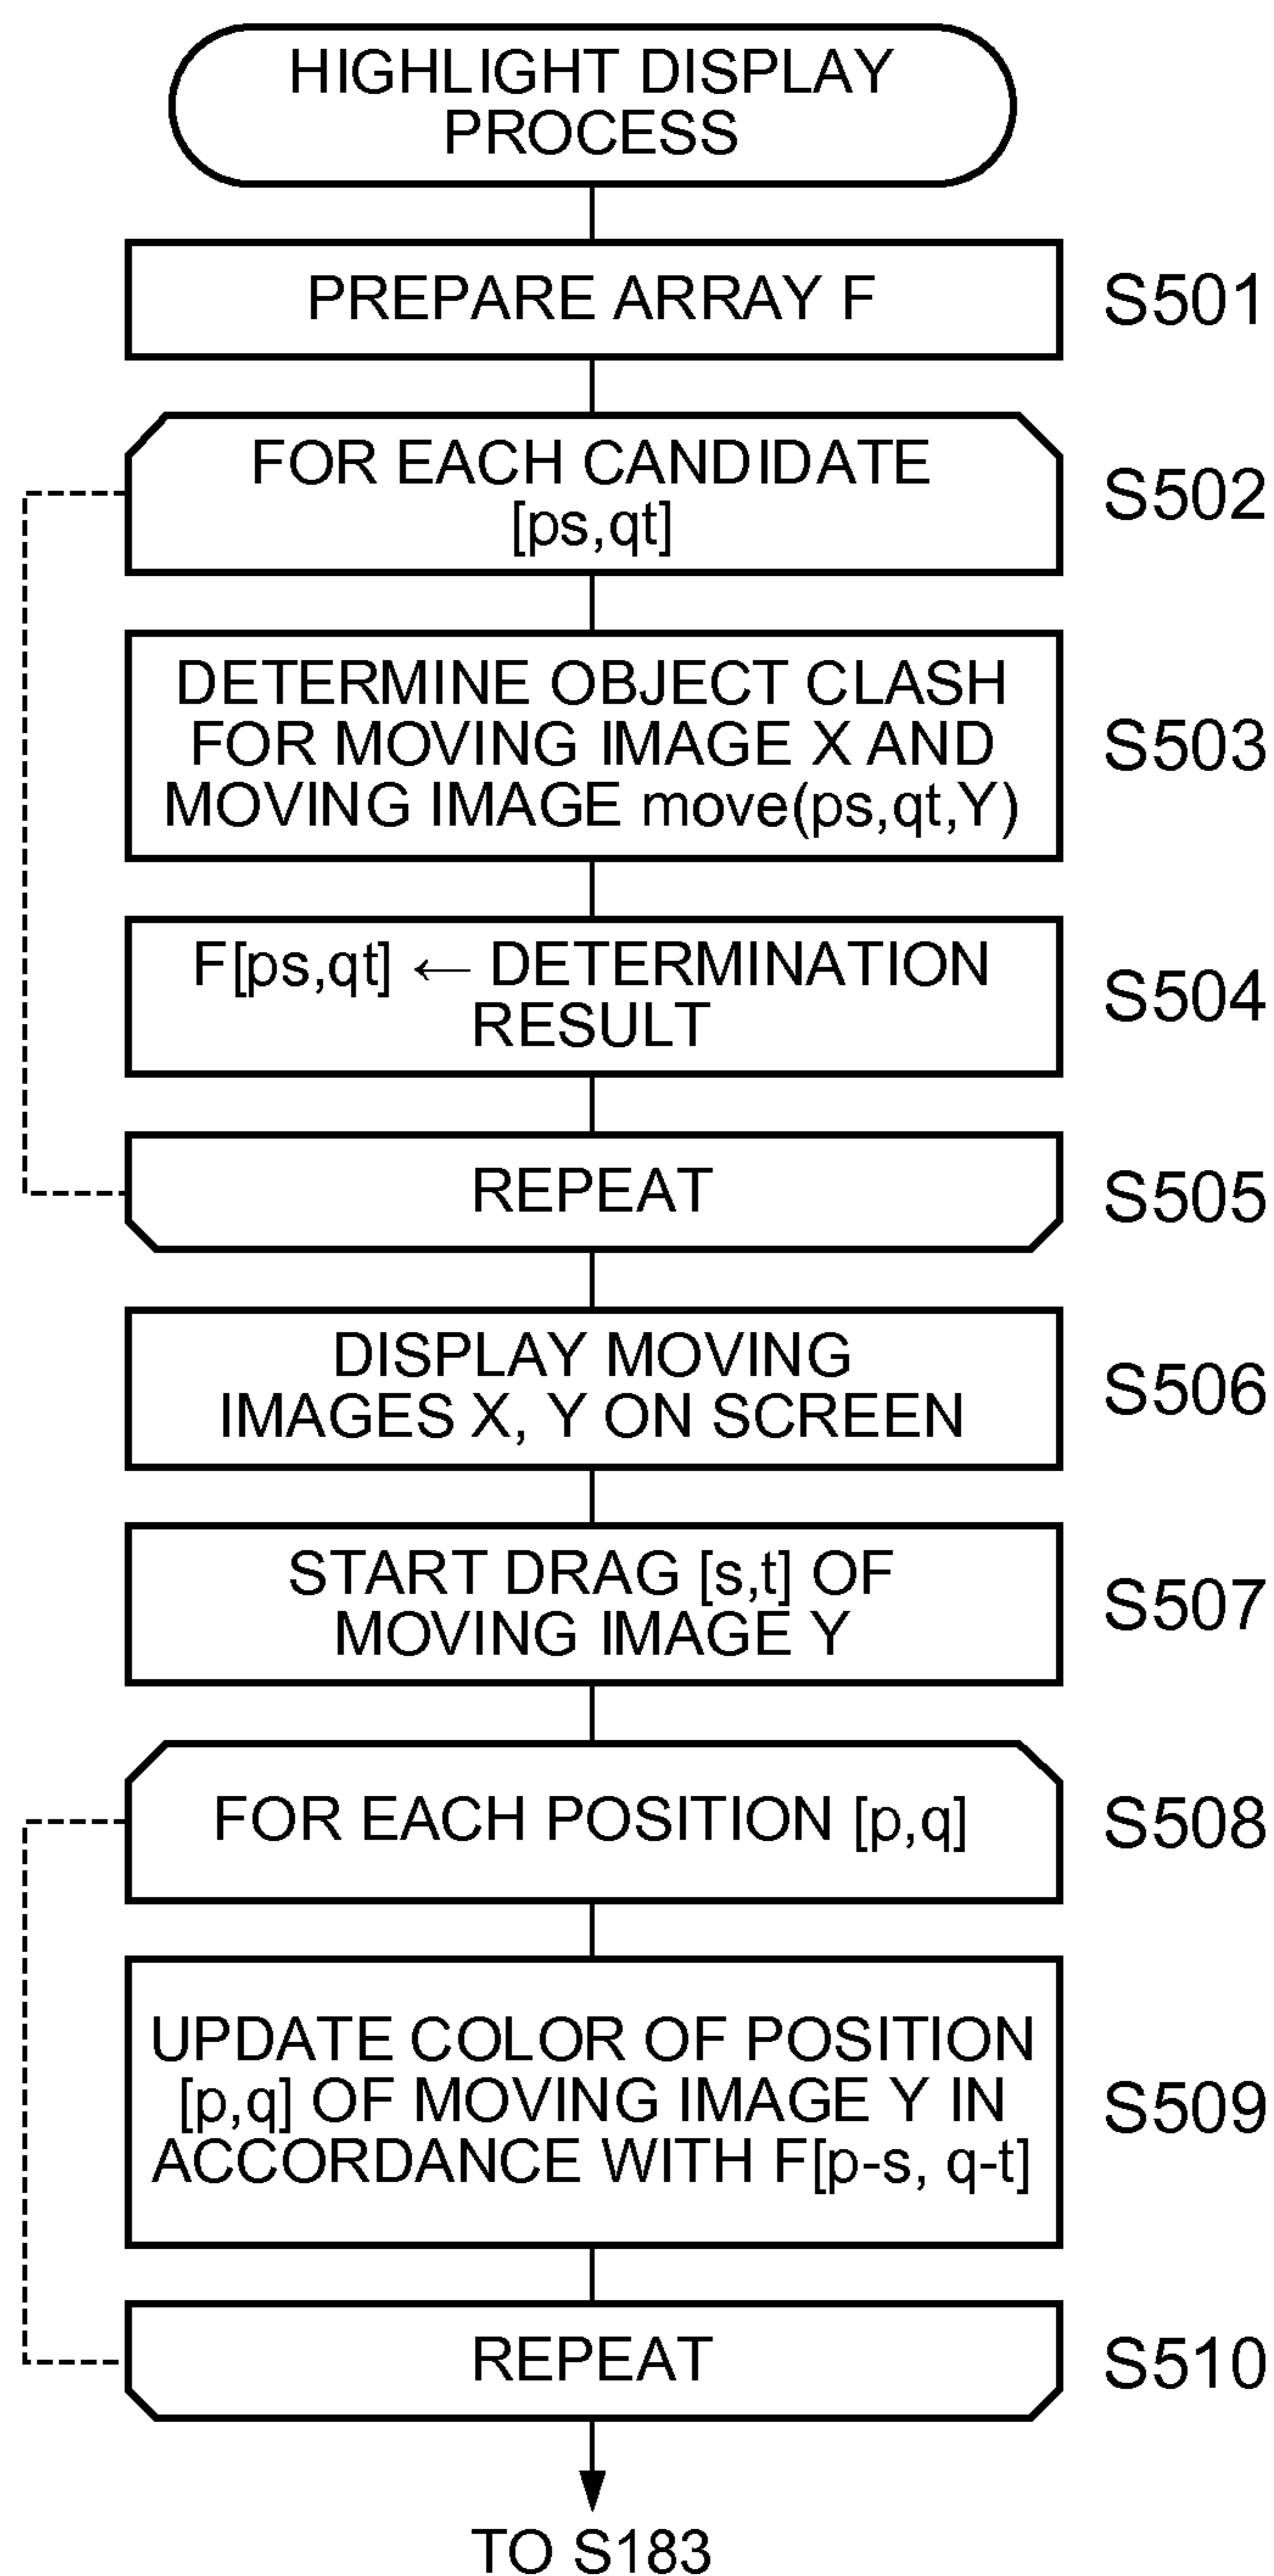 HIGHLIGHT DISPLAY
PROCESS
PREPARE ARRAY F
S501
FOR EACH CANDIDATE
[ps,qt]
S502
DETERMINE OBJECT CLASH
FOR MOVING IMAGE X AND
MOVING IMAGE move(ps,qt,Y)
S503
F[ps,qt] ← DETERMINATION
RESULT
S504
REPEAT
S505
DISPLAY MOVING
IMAGES X, Y ON SCREEN
S506
START DRAG [s,t] OF
MOVING IMAGE Y
S507
FOR EACH POSITION [p,q]
S508
UPDATE COLOR OF POSITION
[p,q] OF MOVING IMAGE Y IN
ACCORDANCE WITH F[p-s, q-t]
S509
REPEAT
S510
TO S183